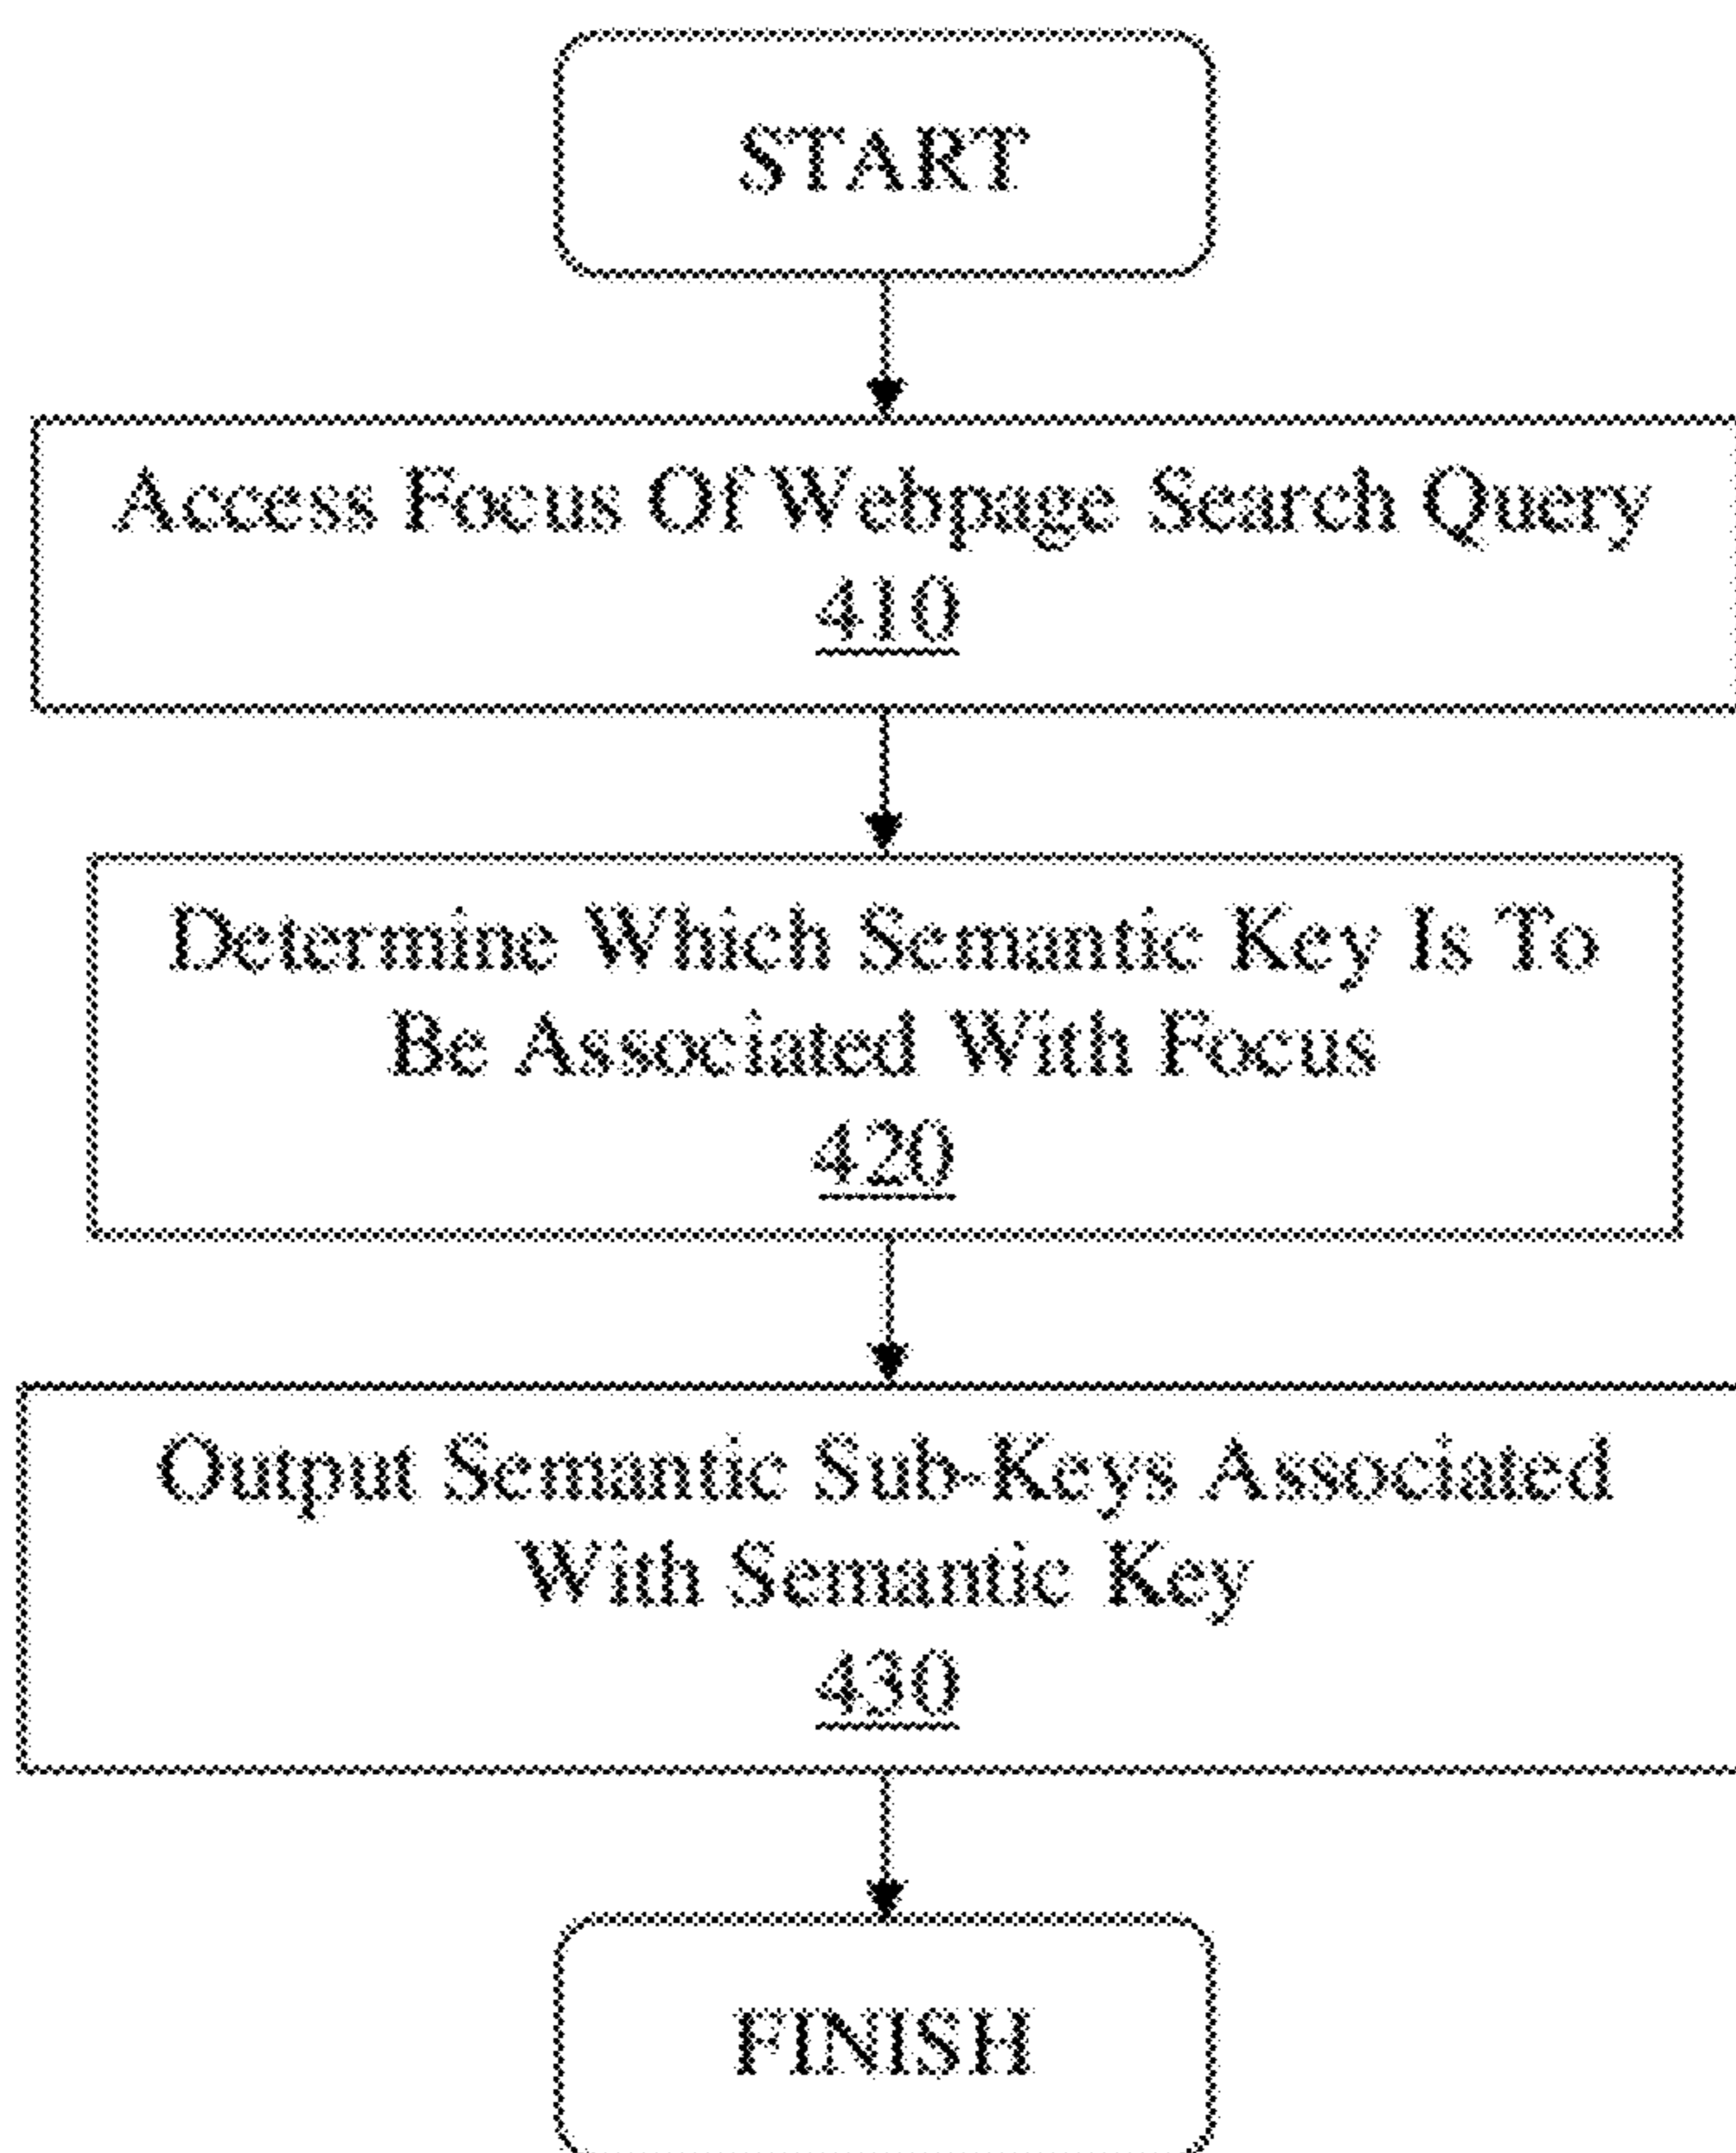 START
Access Focus Of Webpage Search Query
410
Determine Which Semantic Key Is To
Be Associated With Focus
420
Output Semantic Sub-Keys Associated
With Semantic Key
430
FINISH